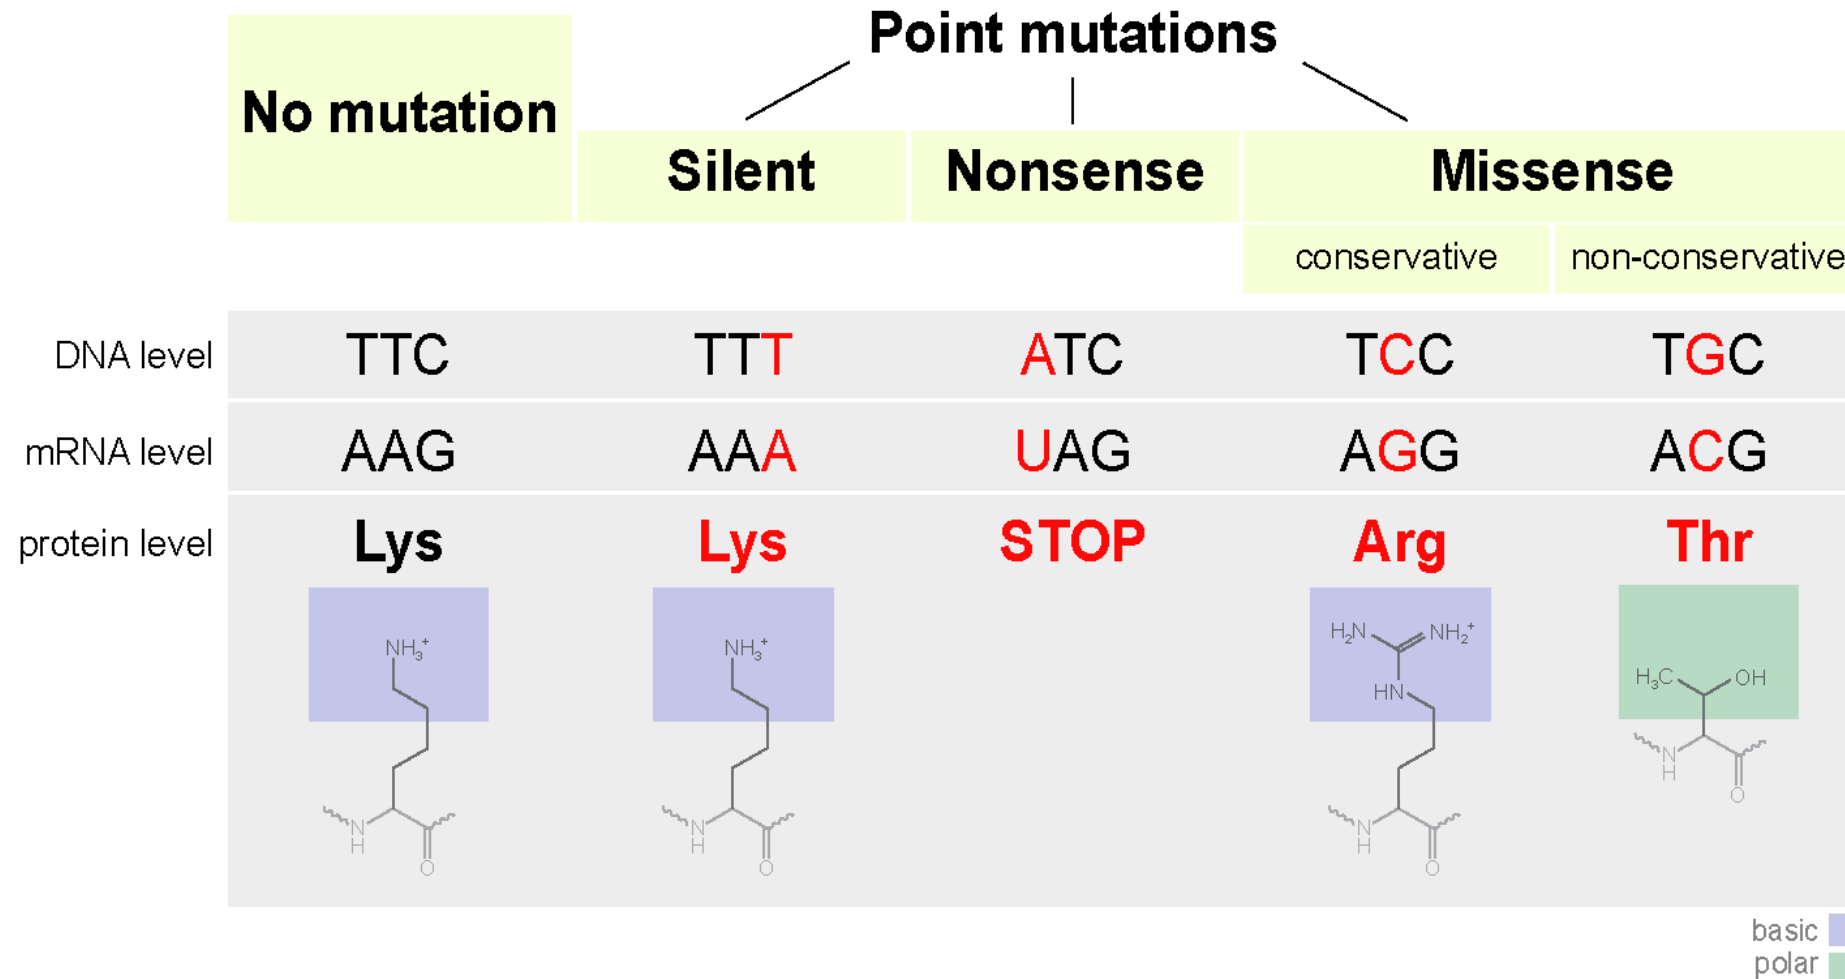 Point mutations
No mutation
Silent Nonsense Missense
conservative non-conservative
DNA level TTC TTT ATC TCC TGC
mRNA level AAG AAA UAG AGG ACG
protein level Lys Lys STOP Arg Thr
NH₃⁺ NH₃⁺ H₂N NH₂⁺
HN H₃C OH
N H O
N H O N H O N H O
basic
polar